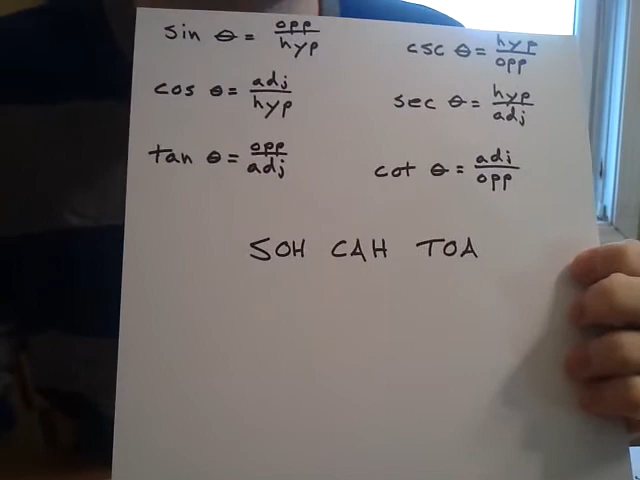 sin θ = opp/hyp
csc θ = hyp/opp
cos θ = adj/hyp
sec θ = hyp/adj
tan θ = opp/adj
cot θ = adj/opp
SOH CAH TOA